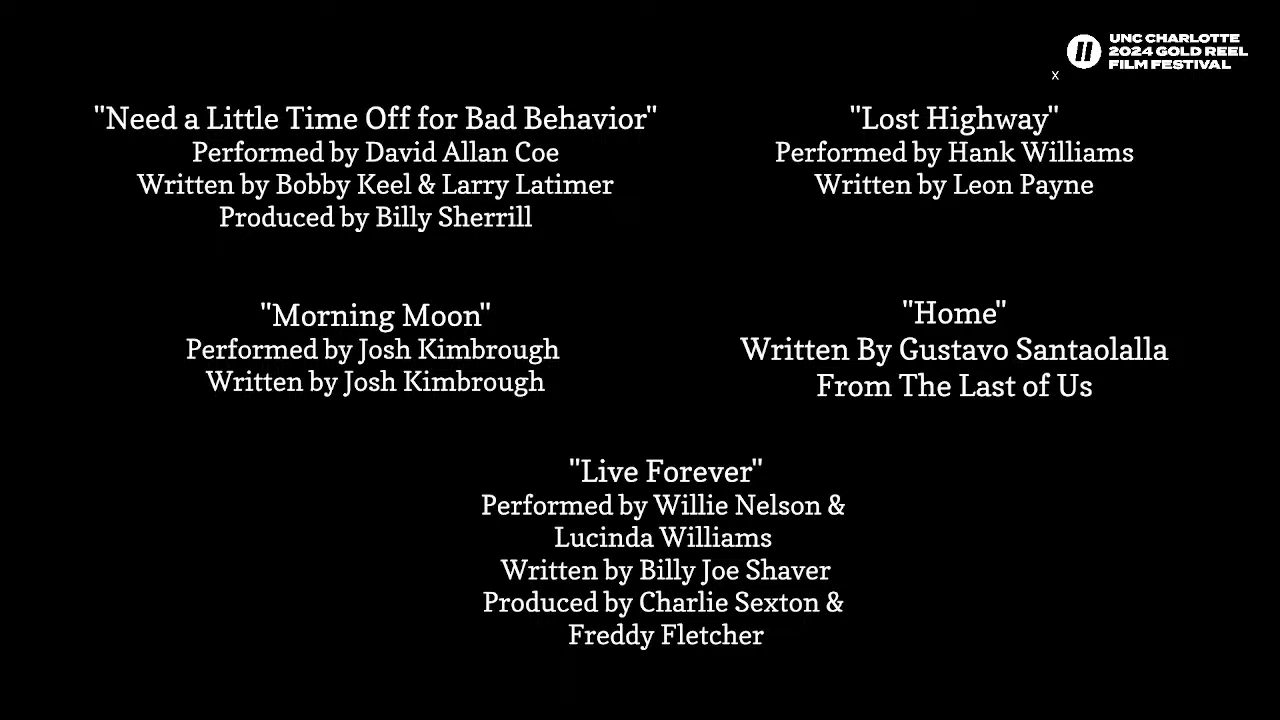 UNC CHARLOTTE
2024 GOLD REEL
FILM FESTIVAL
x
"Need a Little Time Off for Bad Behavior"
Performed by David Allan Coe
Written by Bobby Keel & Larry Latimer
Produced by Billy Sherrill
"Lost Highway"
Performed by Hank Williams
Written by Leon Payne
"Morning Moon"
Performed by Josh Kimbrough
Written by Josh Kimbrough
"Home"
Written By Gustavo Santaolalla
From The Last of Us
"Live Forever"
Performed by Willie Nelson &
Lucinda Williams
Written by Billy Joe Shaver
Produced by Charlie Sexton &
Freddy Fletcher